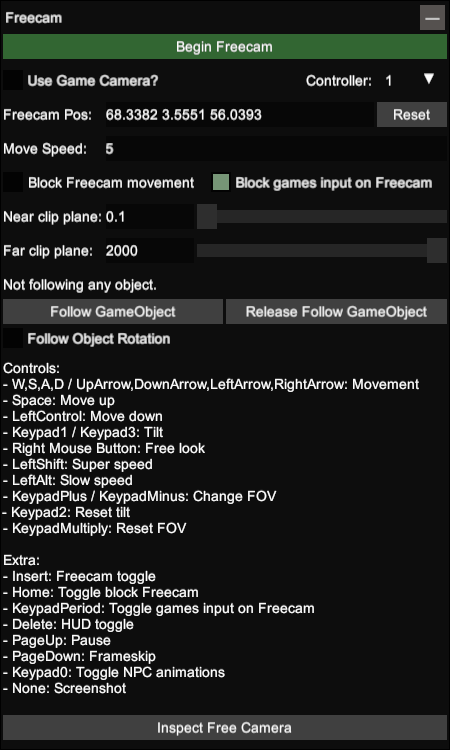 Freecam
Begin Freecam
Use Game Camera? Controller: 1
Freecam Pos: 68.3382 3.5551 56.0393 Reset
Move Speed: 5
Block Freecam movement Block games input on Freecam
Near clip plane: 0.1
Far clip plane: 2000
Not following any object.
Follow GameObject Release Follow GameObject
Follow Object Rotation
Controls:
- W,S,A,D / UpArrow,DownArrow,LeftArrow,RightArrow: Movement
- Space: Move up
- LeftControl: Move down
- Keypad1 / Keypad3: Tilt
- Right Mouse Button: Free look
- LeftShift: Super speed
- LeftAlt: Slow speed
- KeypadPlus / KeypadMinus: Change FOV
- Keypad2: Reset tilt
- KeypadMultiply: Reset FOV
Extra:
- Insert: Freecam toggle
- Home: Toggle block Freecam
- KeypadPeriod: Toggle games input on Freecam
- Delete: HUD toggle
- PageUp: Pause
- PageDown: Frameskip
- Keypad0: Toggle NPC animations
- None: Screenshot
Inspect Free Camera